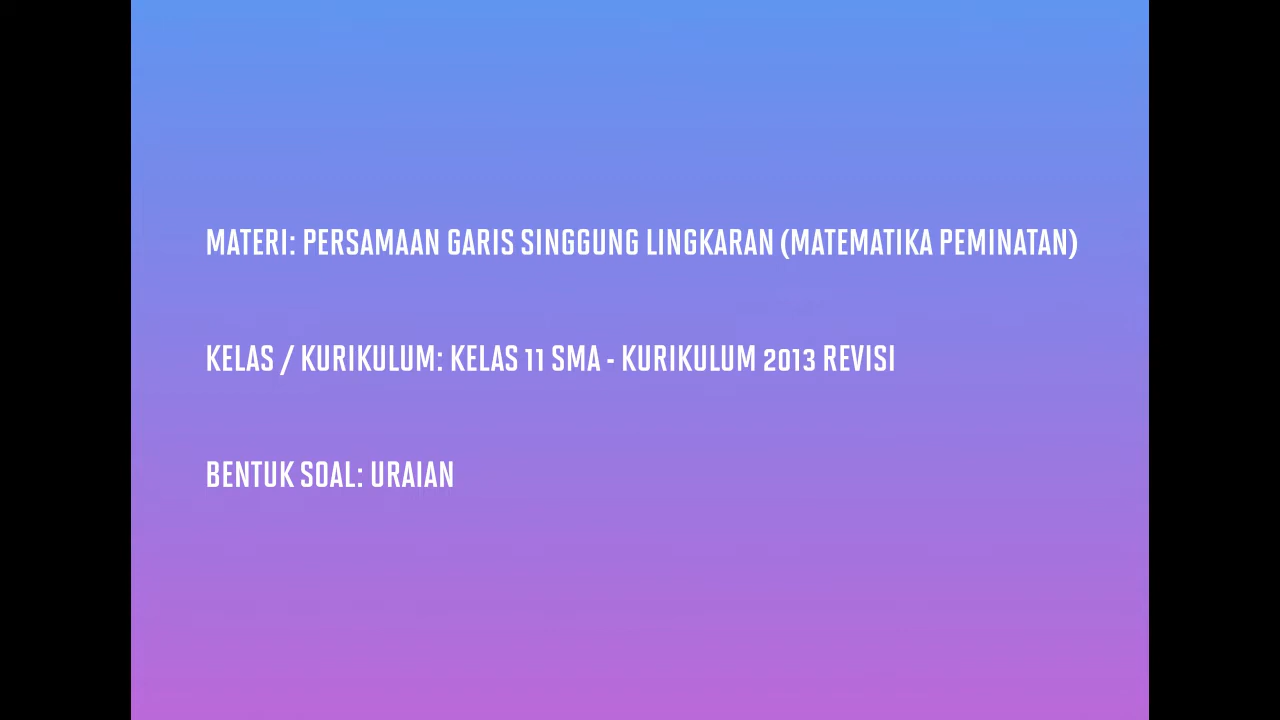 MATERI: PERSAMAAN GARIS SINGGUNG LINGKARAN (MATEMATIKA PEMINATAN)
KELAS / KURIKULUM: KELAS 11 SMA - KURIKULUM 2013 REVISI
BENTUK SOAL: URAIAN